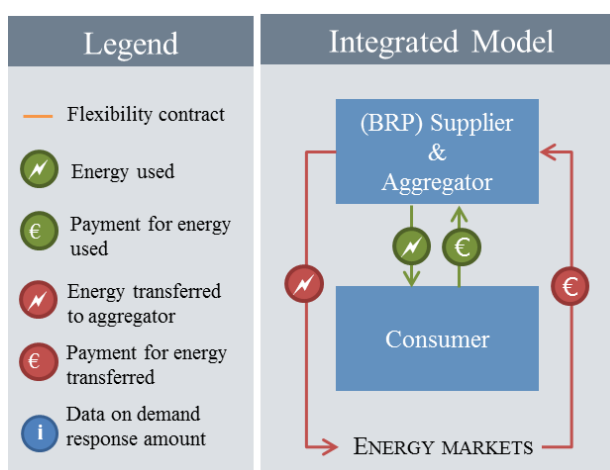 Legend
Flexibility contract
Energy used
€
Payment for energy
used
Energy transferred
to aggregator
€
Payment for energy
transferred
i
Data on demand
response amount
Integrated Model
(BRP) Supplier
&
Aggregator
€
€
Consumer
ENERGY MARKETS